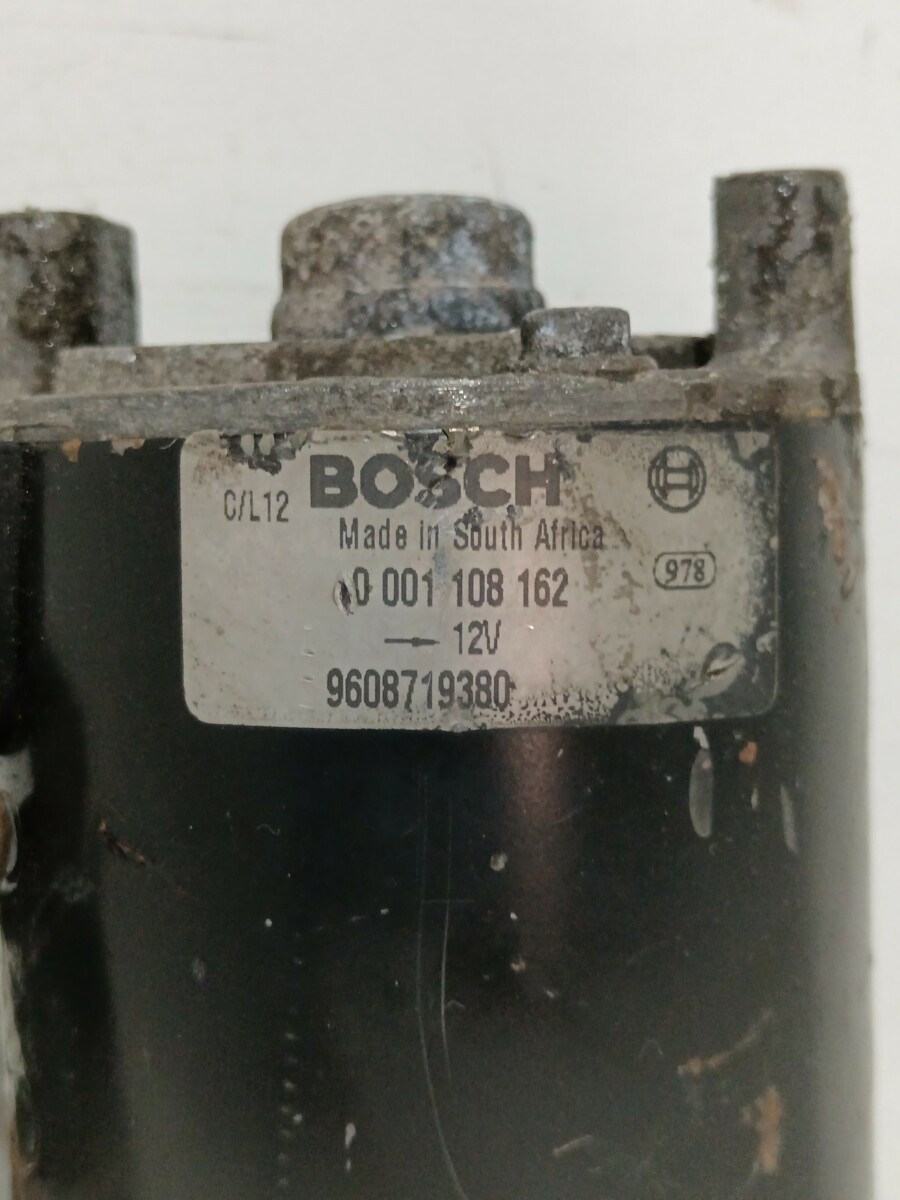 BOSCH
C/L12
Made in South Africa
0 001 108 162
978
→ 12V
9608719380